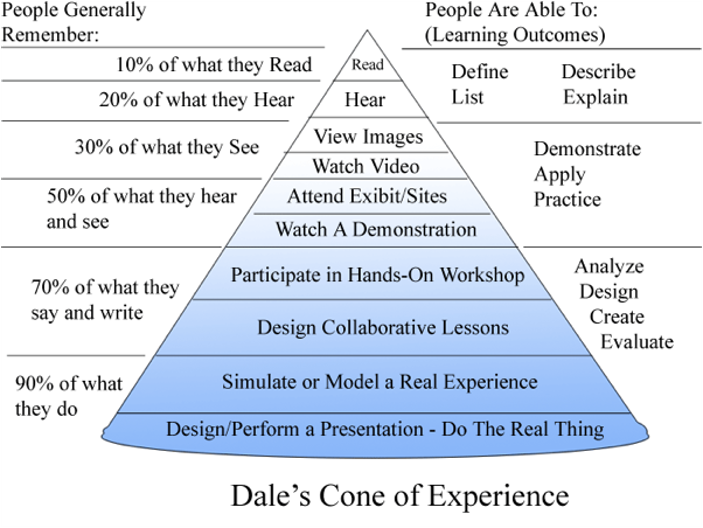 People Generally
Remember:
People Are Able To:
(Learning Outcomes)
10% of what they Read
Read
Define
Describe
List
Explain
20% of what they Hear
Hear
30% of what they See
View Images
Watch Video
Demonstrate
Apply
Practice
50% of what they hear
and see
Attend Exibit/Sites
Watch A Demonstration
70% of what they
say and write
Participate in Hands-On Workshop
Design Collaborative Lessons
Analyze
Design
Create
Evaluate
90% of what
they do
Simulate or Model a Real Experience
Design/Perform a Presentation - Do The Real Thing
Dale's Cone of Experience